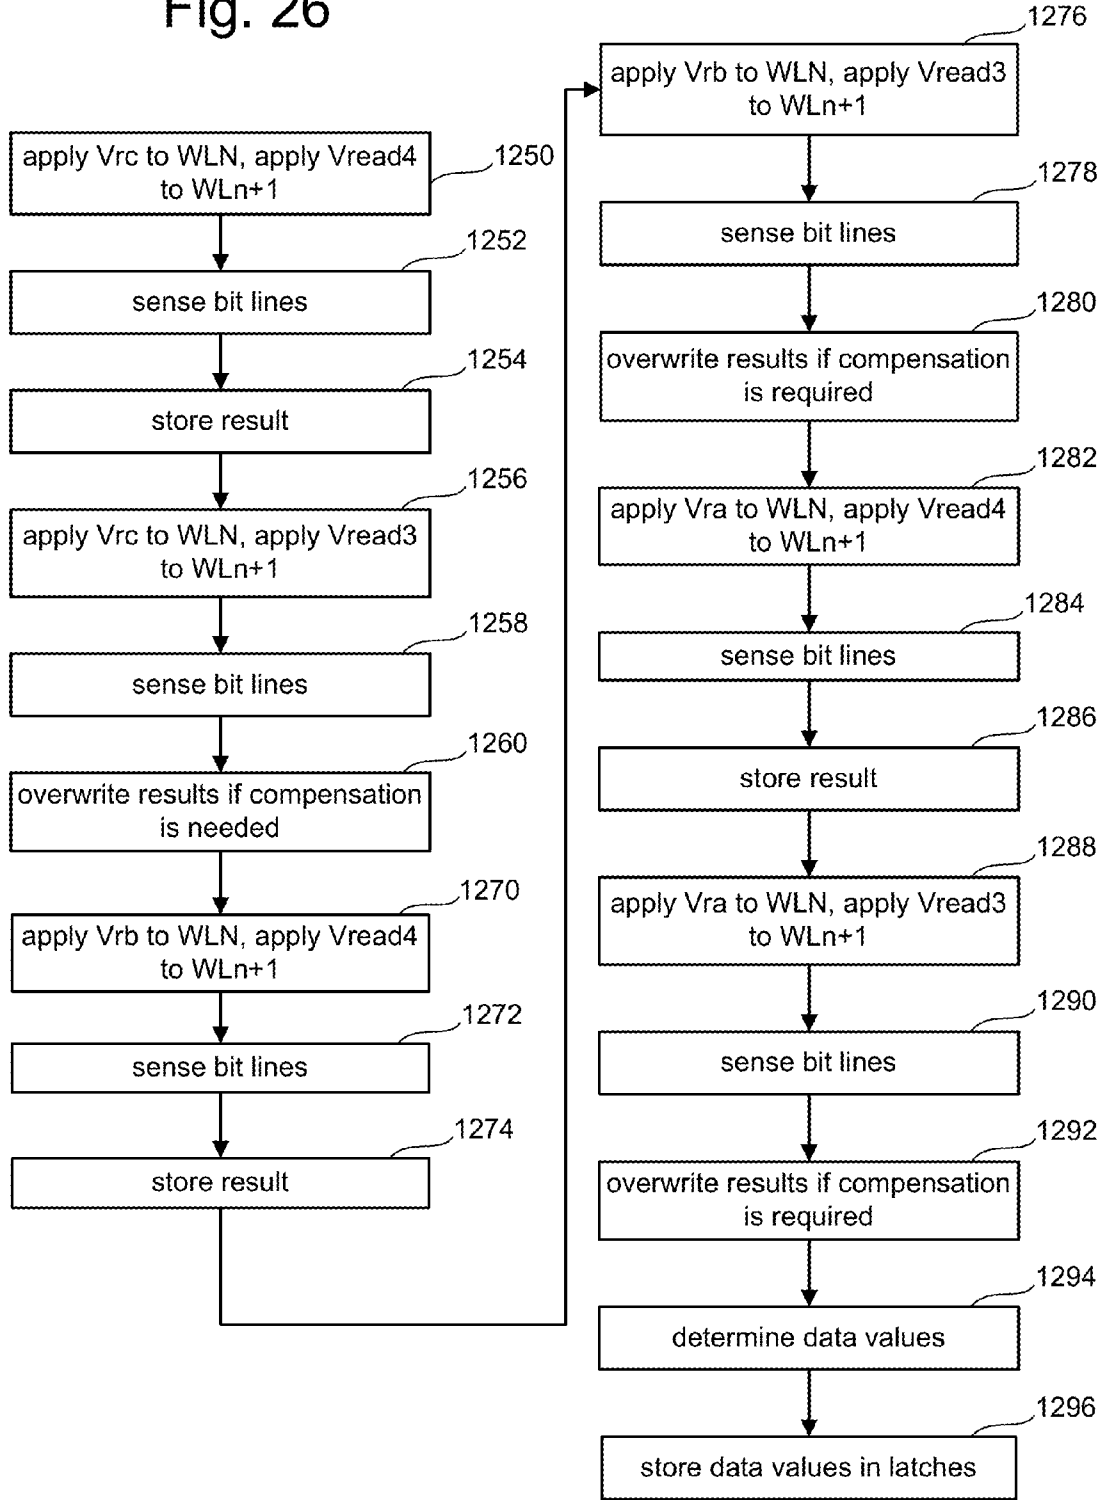 Fig. 26
apply Vrc to WLN, apply Vread4
to WLn+1
1250
sense bit lines
1252
store result
1254
apply Vrc to WLN, apply Vread3
to WLn+1
1256
sense bit lines
1258
overwrite results if compensation
is needed
1260
apply Vrb to WLN, apply Vread4
to WLn+1
1270
sense bit lines
1272
store result
1274
apply Vrb to WLN, apply Vread3
to WLn+1
1276
sense bit lines
1278
overwrite results if compensation
is required
1280
apply Vra to WLN, apply Vread4
to WLn+1
1282
sense bit lines
1284
store result
1286
apply Vra to WLN, apply Vread3
to WLn+1
1288
sense bit lines
1290
overwrite results if compensation
is required
1292
determine data values
1294
store data values in latches
1296